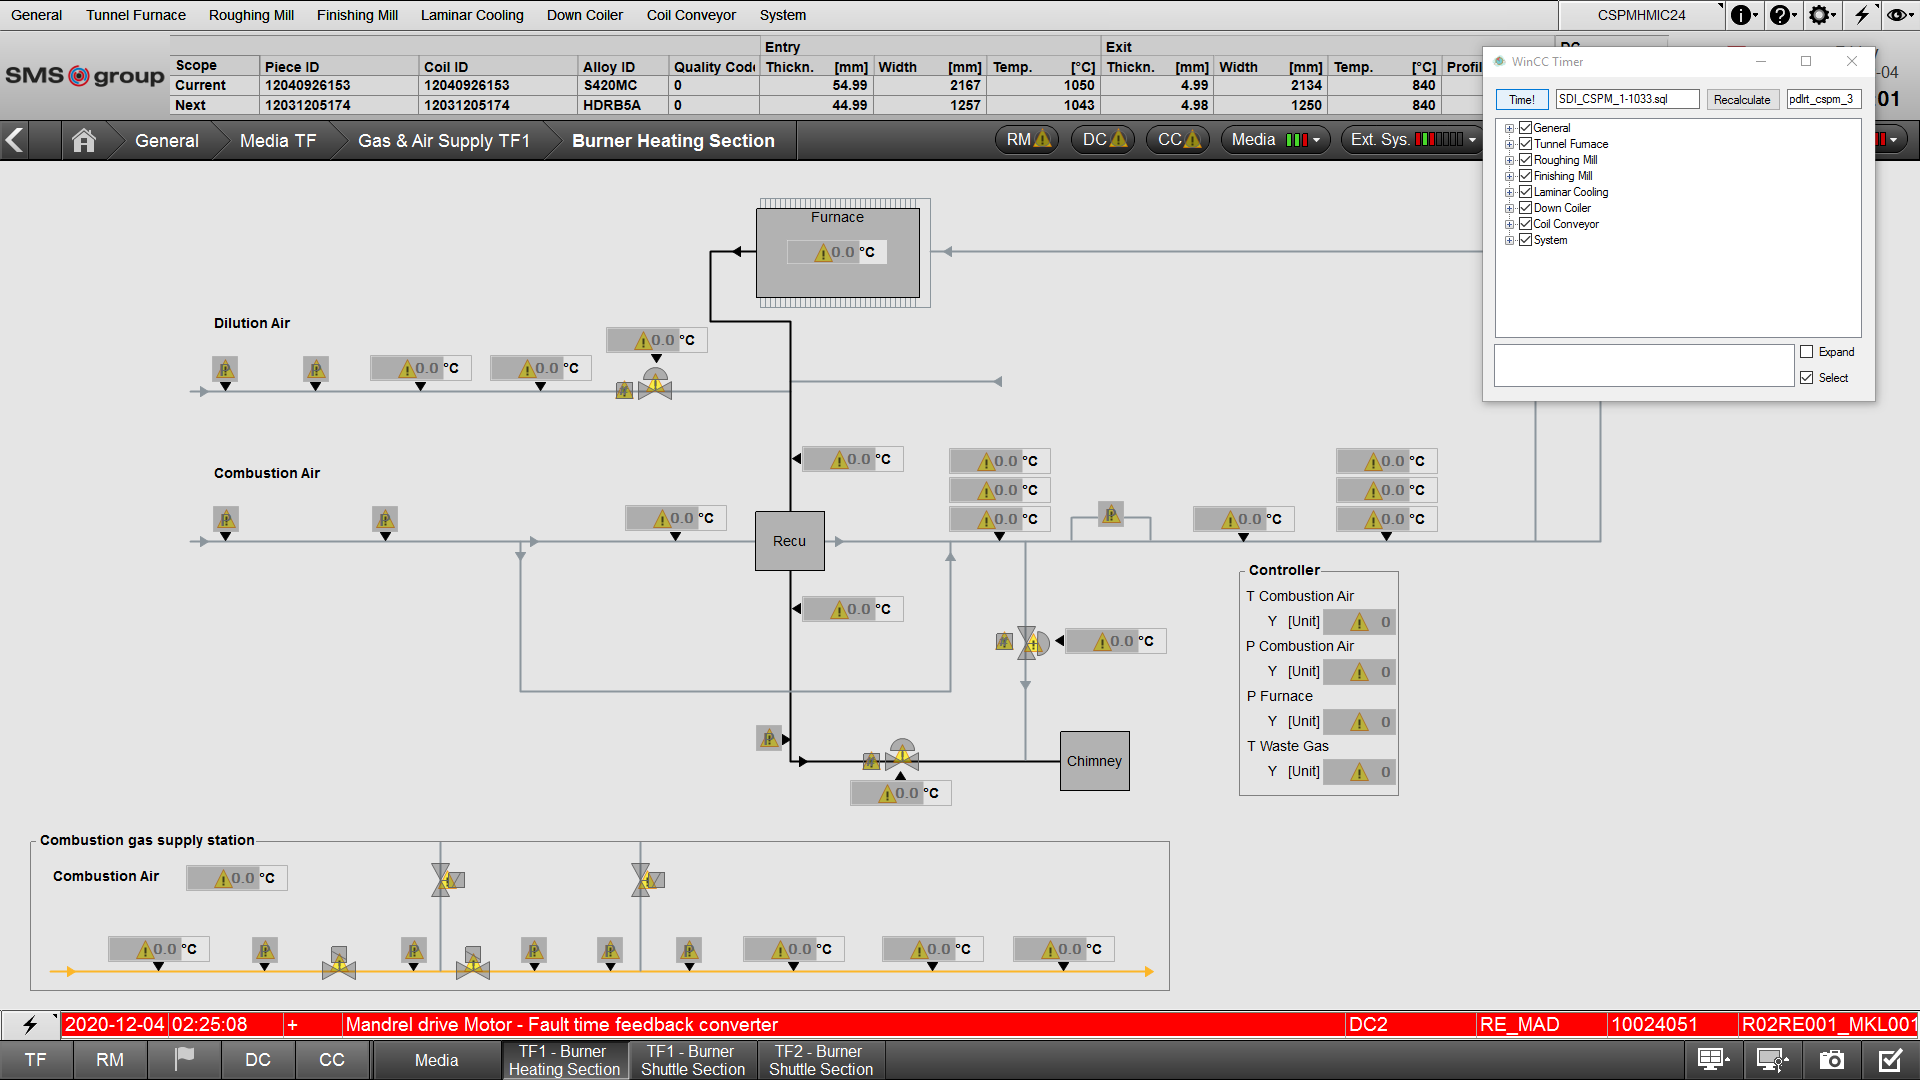 General Tunnel Furnace Roughing Mill Finishing Mill Laminar Cooling Down Coiler Coil Conveyor System CSPMHMIC24
SMS group
Entry Exit
Scope Piece ID Coil ID Alloy ID Quality Code Thickn. [mm] Width [mm] Temp. [°C] Thickn. [mm] Width [mm] Temp. [°C] Profil
Current 12040926153 12040926153 S420MC 0 54.99 2167 1050 4.99 2134 840
Next 12031205174 12031205174 HDRB5A 0 44.99 1257 1043 4.98 1250 840
-04
01
WinCC Timer
Time! SDI_CSPM_1-1033.sql Recalculate pdlrt_cspm_3
General
Tunnel Furnace
Roughing Mill
Finishing Mill
Laminar Cooling
Down Coiler
Coil Conveyor
System
Expand
Select
General Media TF Gas & Air Supply TF1 Burner Heating Section RM DC CC Media Ext. Sys.
Furnace
0.0 °C
Dilution Air
0.0 °C
P P 0.0 °C 0.0 °C
0.0 °C 0.0 °C 0.0 °C
Combustion Air
0.0 °C 0.0 °C
P P 0.0 °C 0.0 °C P 0.0 °C 0.0 °C
Recu
0.0 °C
0.0 °C
Controller
T Combustion Air
Y [Unit] 0
P Combustion Air
Y [Unit] 0
P Furnace
Y [Unit] 0
T Waste Gas
Y [Unit] 0
P
Chimney
0.0 °C
Combustion gas supply station
Combustion Air 0.0 °C
0.0 °C P P P P P 0.0 °C 0.0 °C 0.0 °C
2020-12-04 02:25:08 + Mandrel drive Motor - Fault time feedback converter DC2 RE_MAD 10024051 R02RE001_MKL001
TF RM DC CC Media
TF1 - Burner
Heating Section
TF1 - Burner
Shuttle Section
TF2 - Burner
Shuttle Section